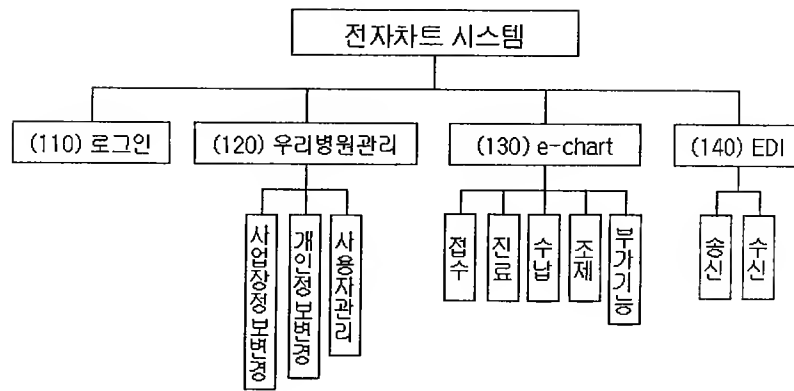 전자차트 시스템
(110) 로그인
(120) 우리병원관리
(130) e-chart
(140) EDI
사업장정보변경
개인정보변경
사용자관리
접수
진료
수납
조제
부가기능
송신
수신